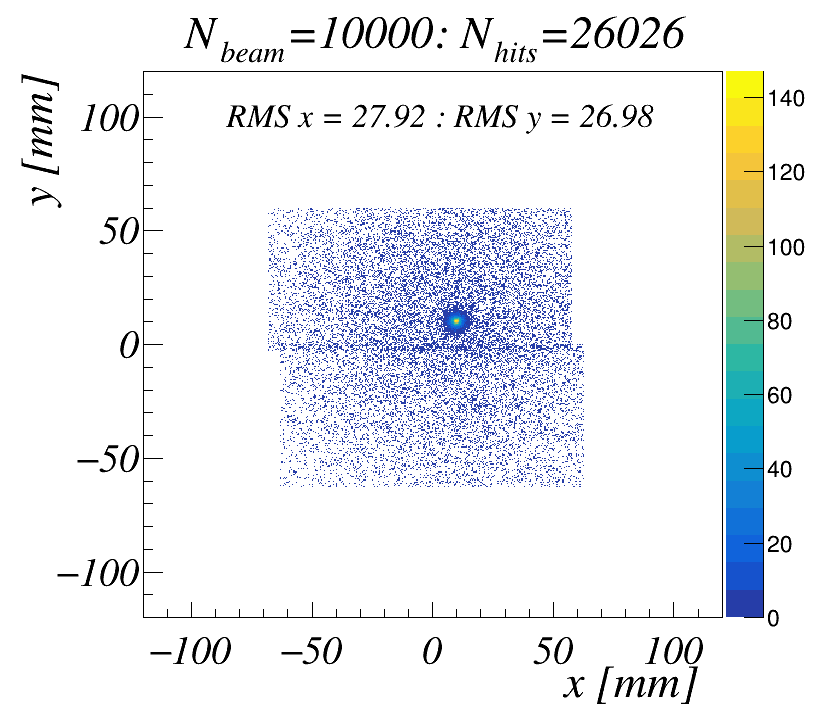 N_beam=10000: N_hits=26026
RMS x = 27.92 : RMS y = 26.98
y [mm]
100
50
0
−50
−100
−100 −50 0 50 100
x [mm]
140
120
100
80
60
40
20
0